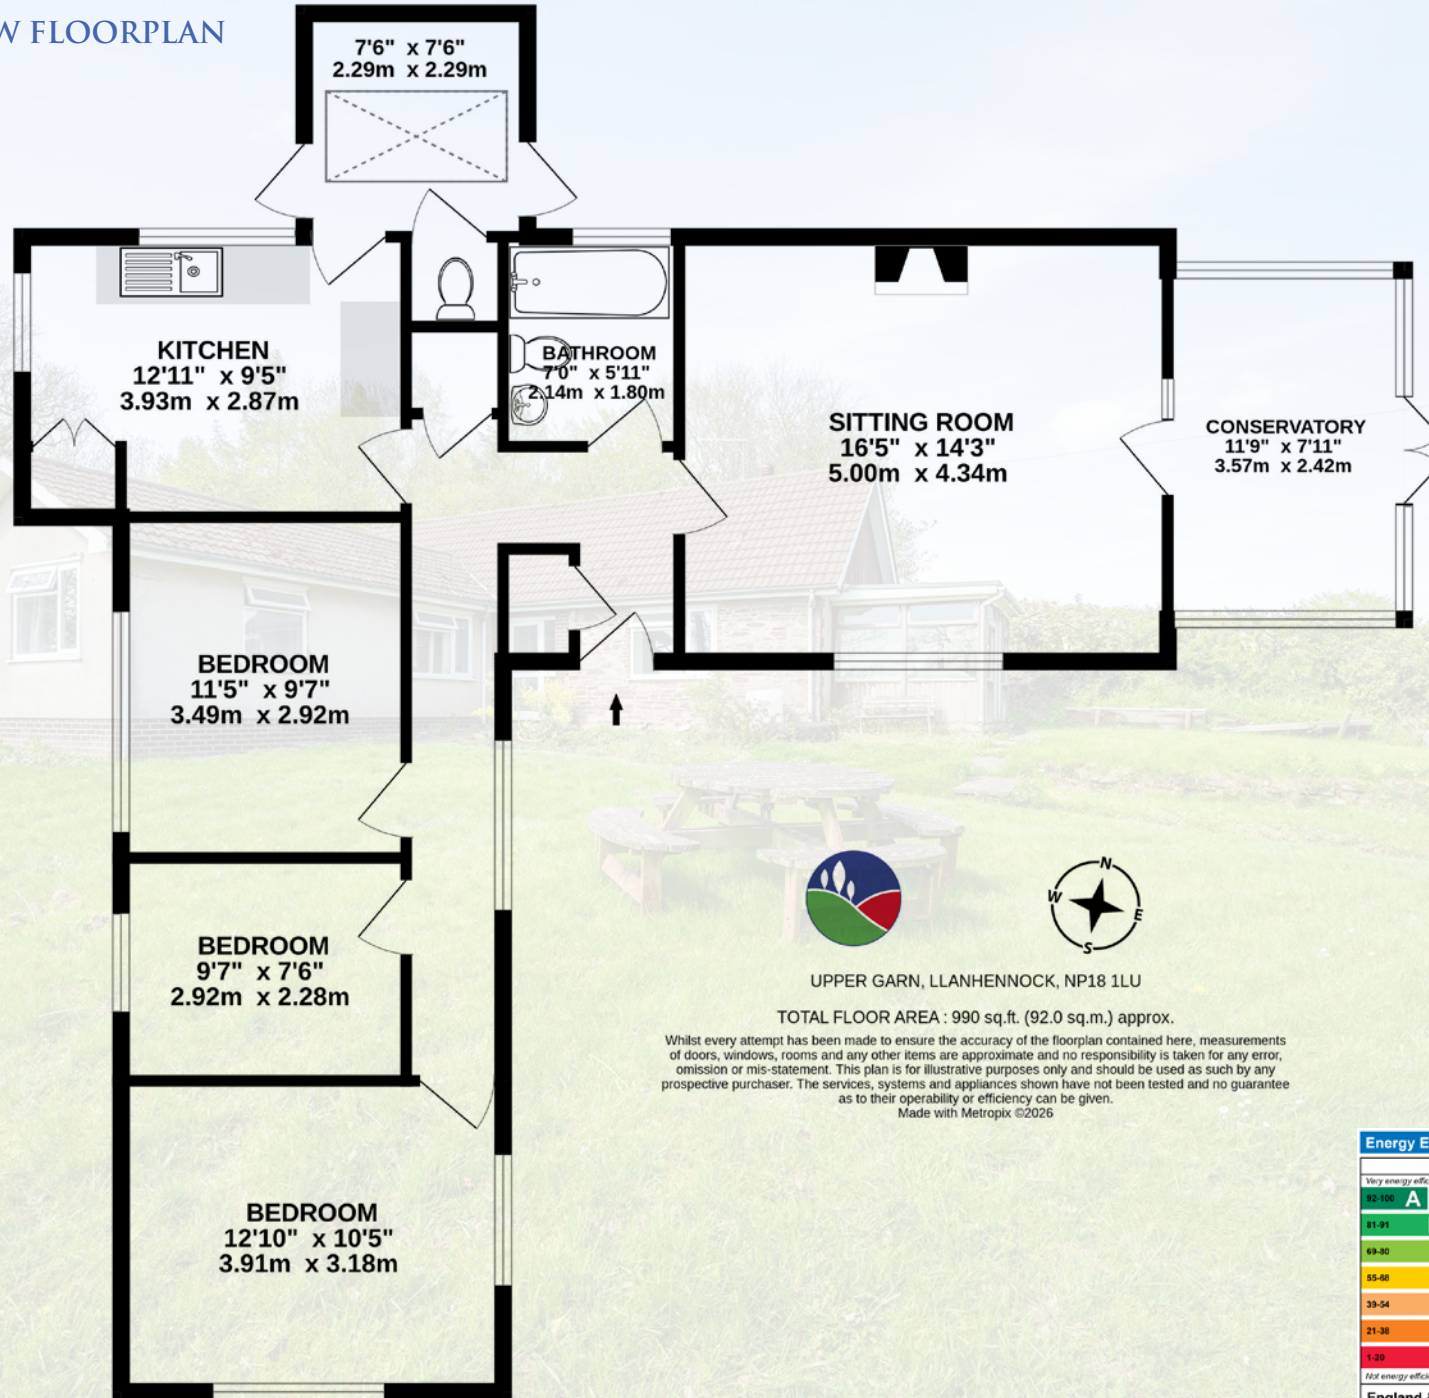 W FLOORPLAN
7'6" x 7'6"
2.29m x 2.29m
KITCHEN
12'11" x 9'5"
3.93m x 2.87m
BATHROOM
7'0" x 5'11"
2.14m x 1.80m
SITTING ROOM
16'5" x 14'3"
5.00m x 4.34m
CONSERVATORY
11'9" x 7'11"
3.57m x 2.42m
BEDROOM
11'5" x 9'7"
3.49m x 2.92m
BEDROOM
9'7" x 7'6"
2.92m x 2.28m
BEDROOM
12'10" x 10'5"
3.91m x 3.18m
N
W
E
S
UPPER GARN, LLANHENNOCK, NP18 1LU
TOTAL FLOOR AREA : 990 sq.ft. (92.0 sq.m.) approx.
Whilst every attempt has been made to ensure the accuracy of the floorplan contained here, measurements
of doors, windows, rooms and any other items are approximate and no responsibility is taken for any error,
omission or mis-statement. This plan is for illustrative purposes only and should be used as such by any
prospective purchaser. The services, systems and appliances shown have not been tested and no guarantee
as to their operability or efficiency can be given.
Made with Metropix ©2026
Energy E
Very energy effic
92-100 A
81-91
69-80
55-68
39-54
21-38
1-20
Not energy effici
England